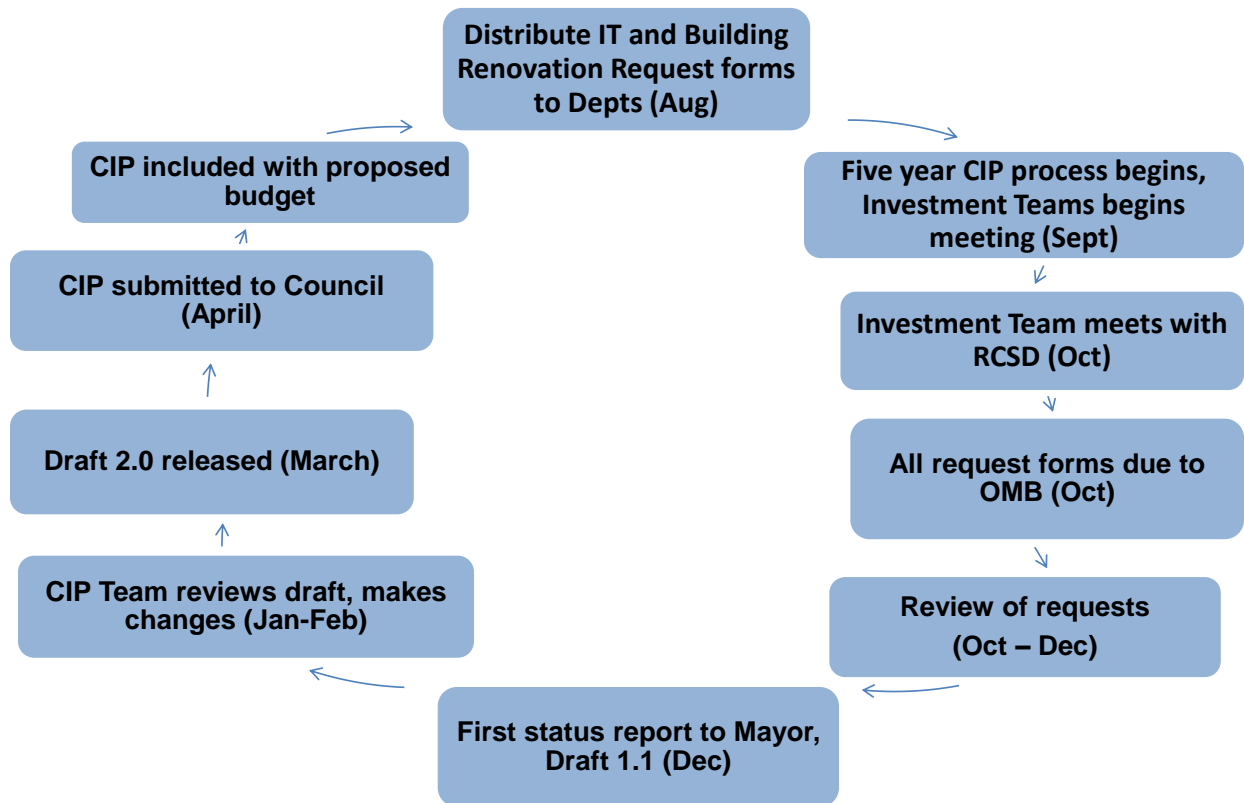 Distribute IT and Building
Renovation Request forms
to Depts (Aug)
Five year CIP process begins,
Investment Teams begins
meeting (Sept)
Investment Team meets with
RCSD (Oct)
All request forms due to
OMB (Oct)
Review of requests
(Oct – Dec)
First status report to Mayor,
Draft 1.1 (Dec)
CIP Team reviews draft, makes
changes (Jan-Feb)
Draft 2.0 released (March)
CIP submitted to Council
(April)
CIP included with proposed
budget